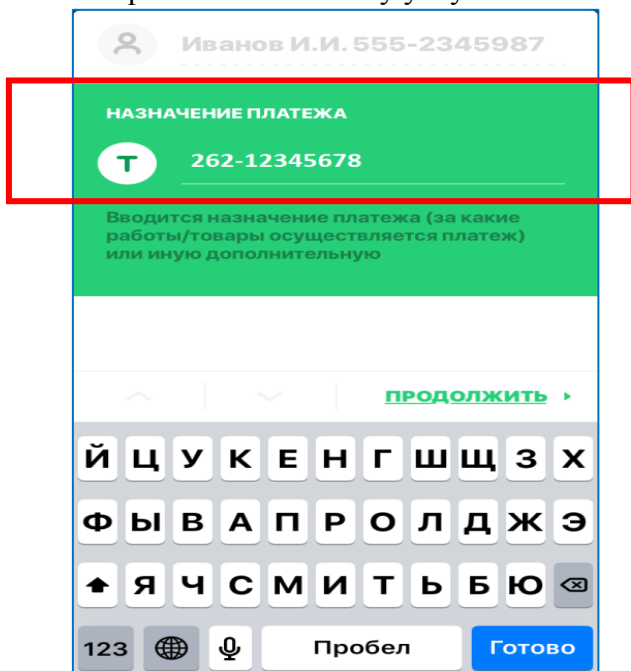 Иванов И.И. 555-2345987
НАЗНАЧЕНИЕ ПЛАТЕЖА
Т 262-12345678
Вводится назначение платежа (за какие
работы/товары осуществляется платеж)
или иную дополнительную
ПРОДОЛЖИТЬ
Й Ц У К Е Н Г Ш Щ З Х
Ф Ы В А П Р О Л Д Ж Э
Я Ч С М И Т Ь Б Ю
123 Пробел Готово